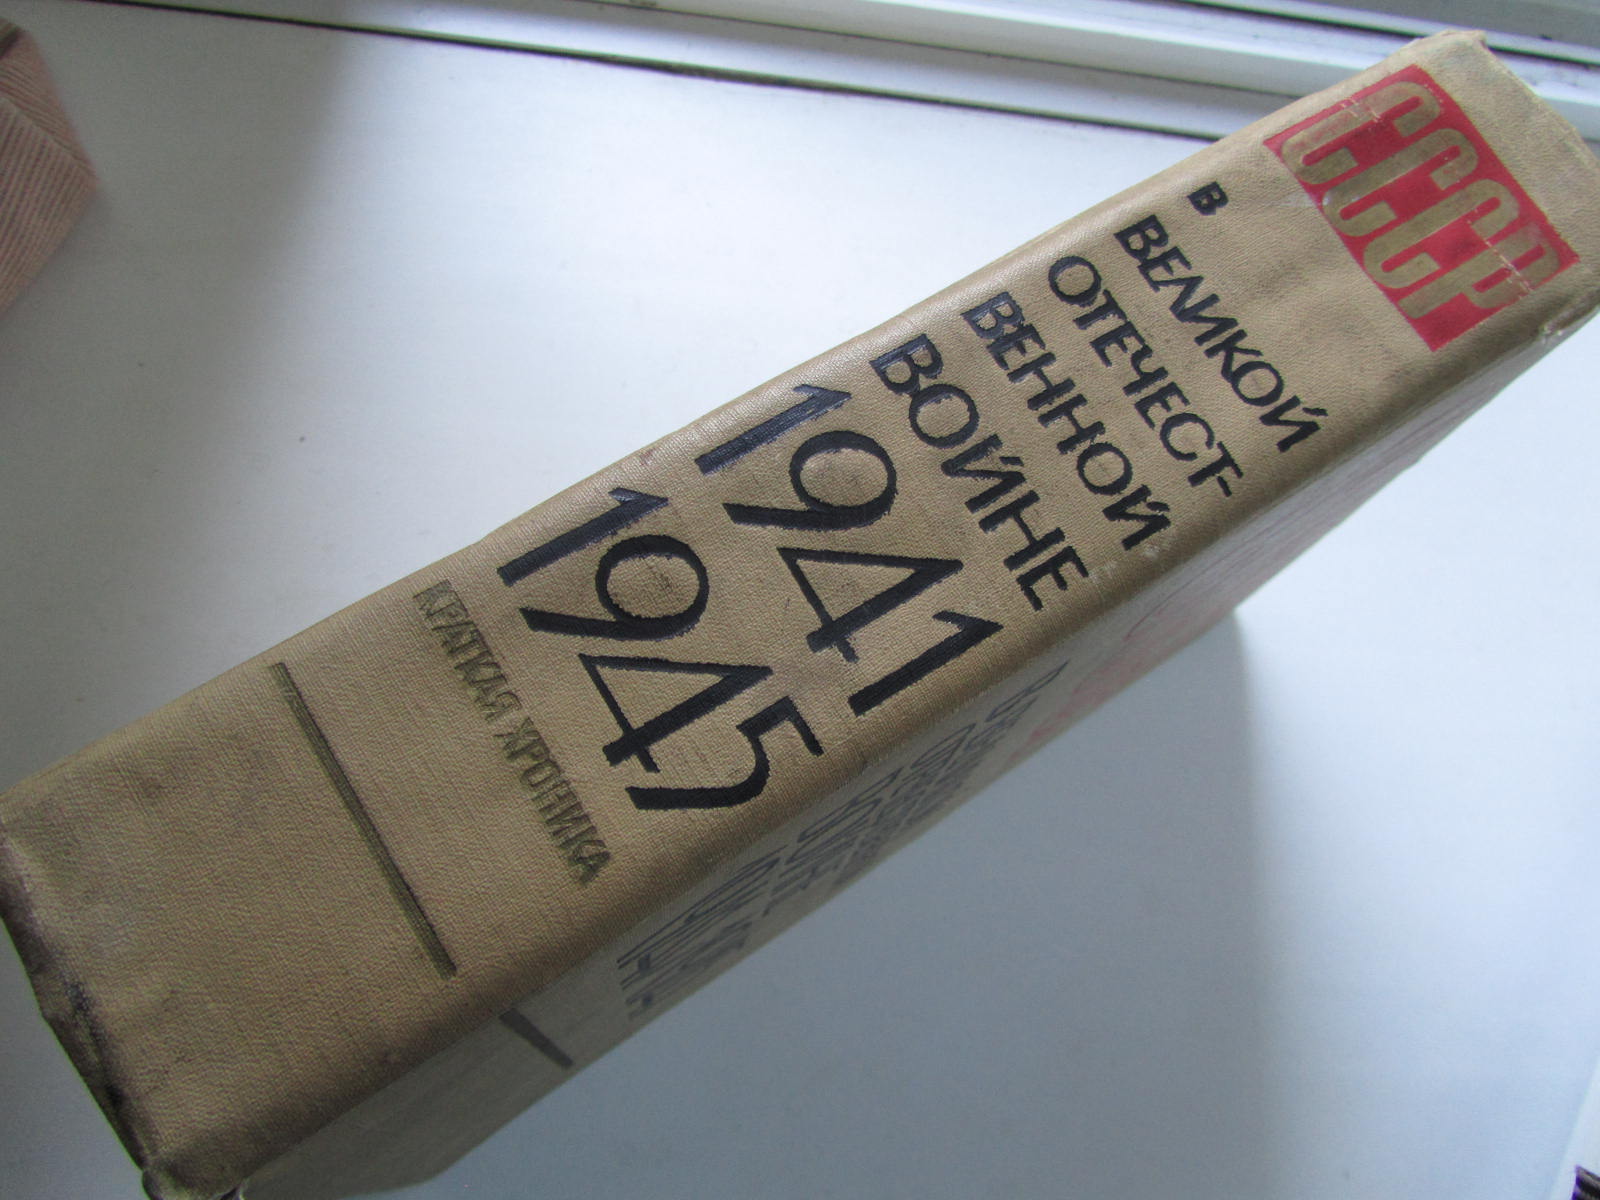 СССР
В
ВЕЛИКОЙ
ОТЕЧЕСТ-
ВЕННОЙ
ВОЙНЕ
1941
1945
КРАТКАЯ ХРОНИКА